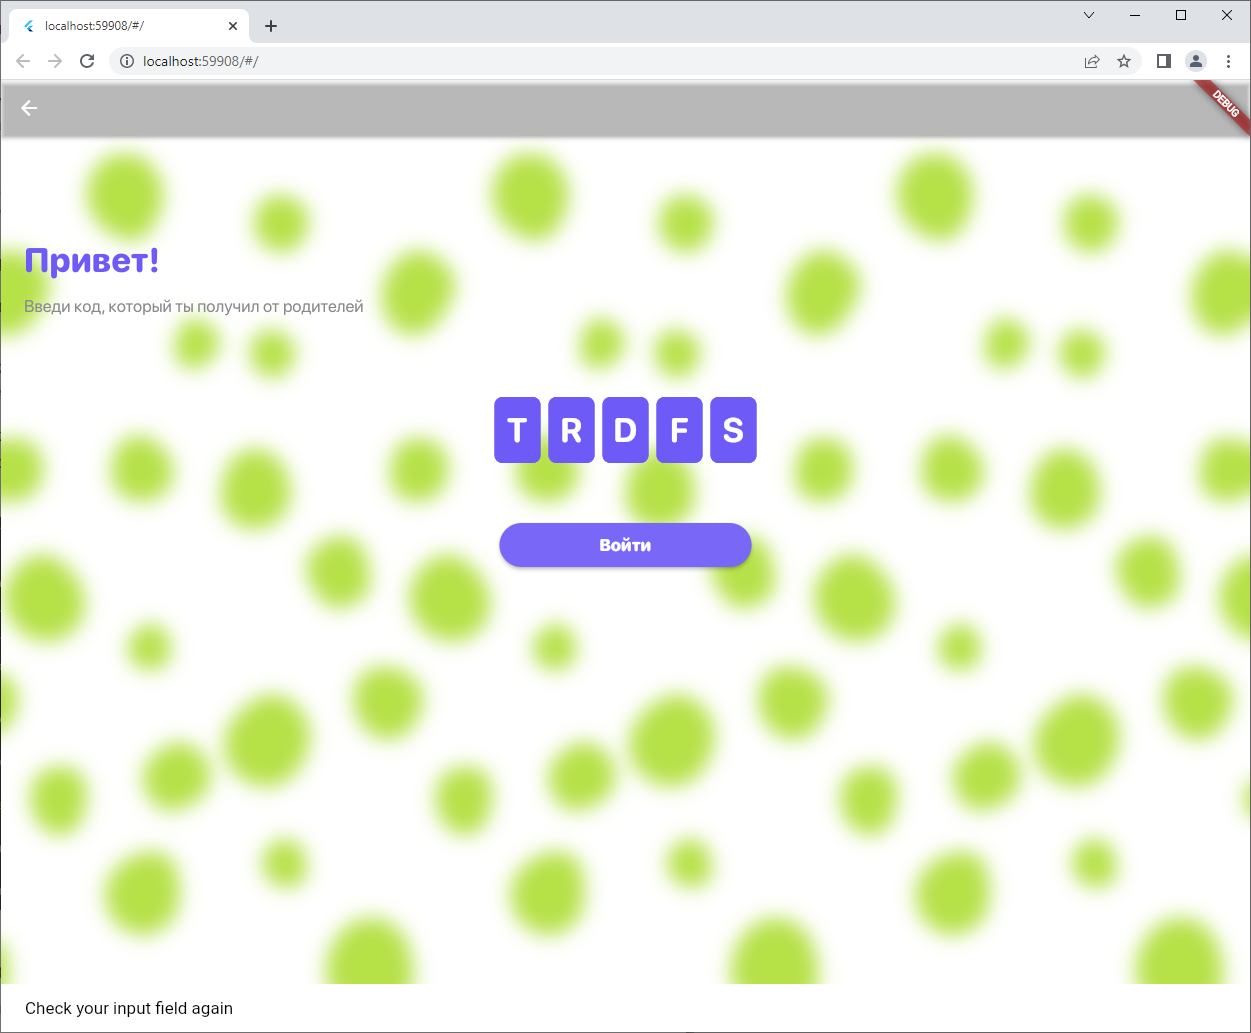 localhost:59908/#/
localhost:59908/#/
DEBUG
Привет!
Введи код, который ты получил от родителей
T R D F S
Войти
Check your input field again